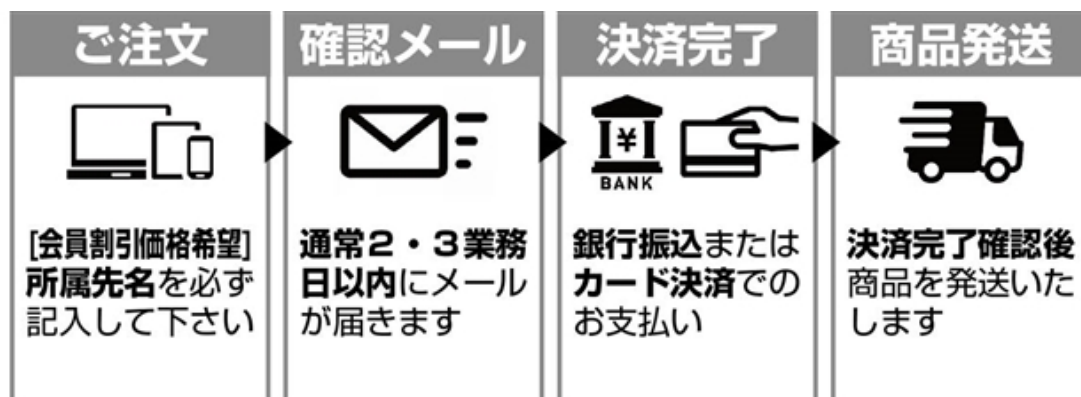 ご注文
[会員割引価格希望]
所属先名を必ず
記入して下さい
確認メール
通常2・3業務
日以内にメール
が届きます
決済完了
¥
BANK
銀行振込または
カード決済での
お支払い
商品発送
決済完了確認後
商品を発送いた
します